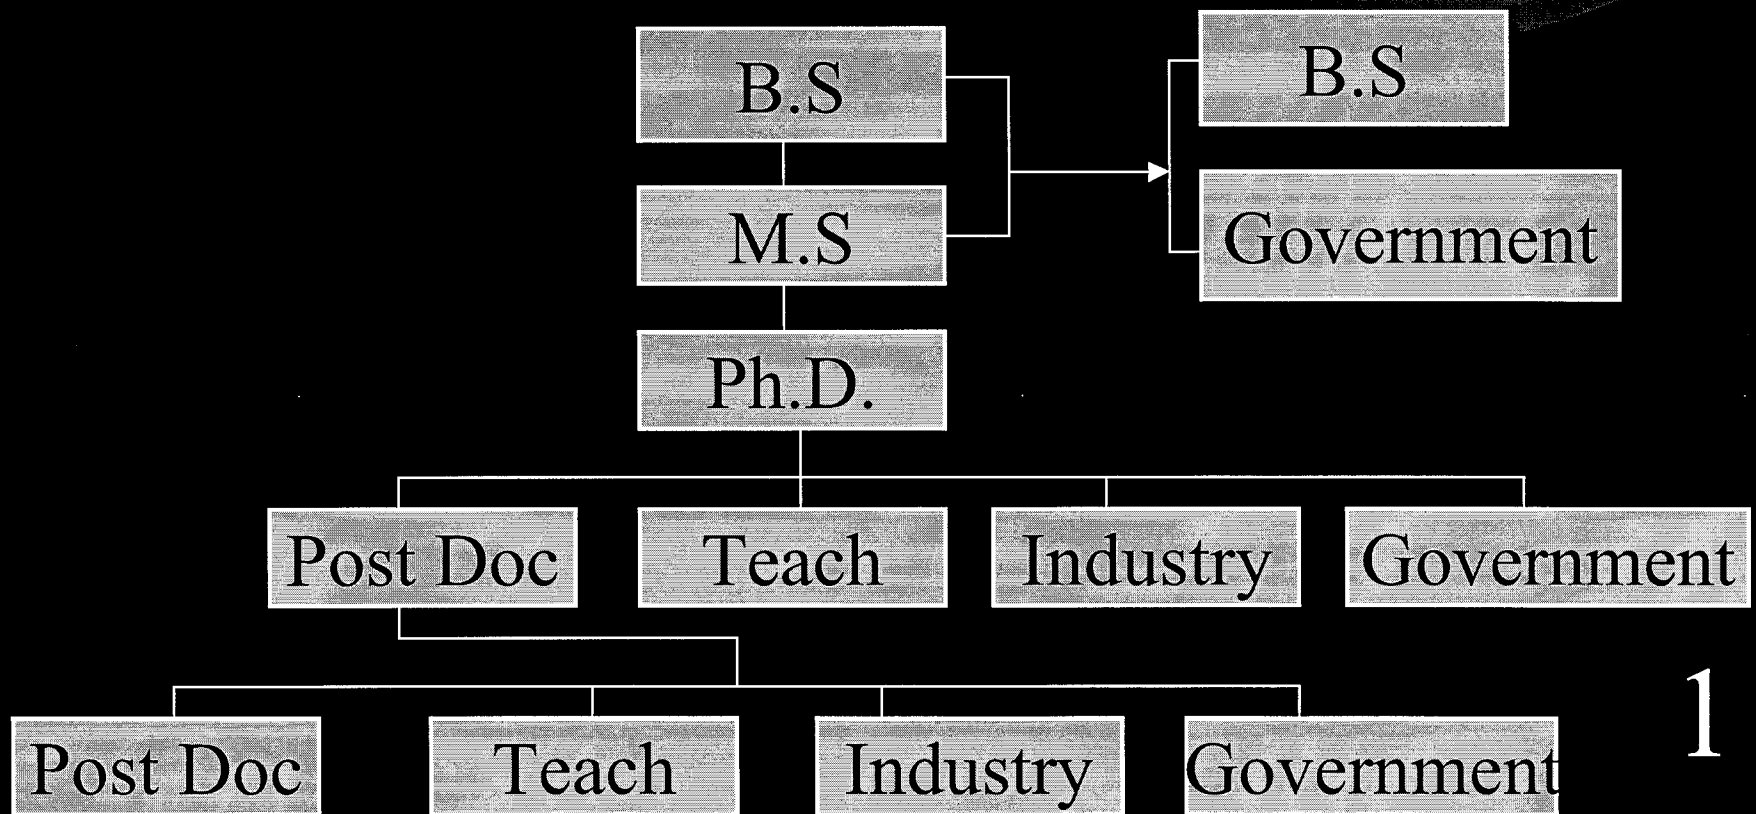 B.S
B.S
M.S
Government
Ph.D.
Post Doc
Teach
Industry
Government
1
Post Doc
Teach
Industry
Government